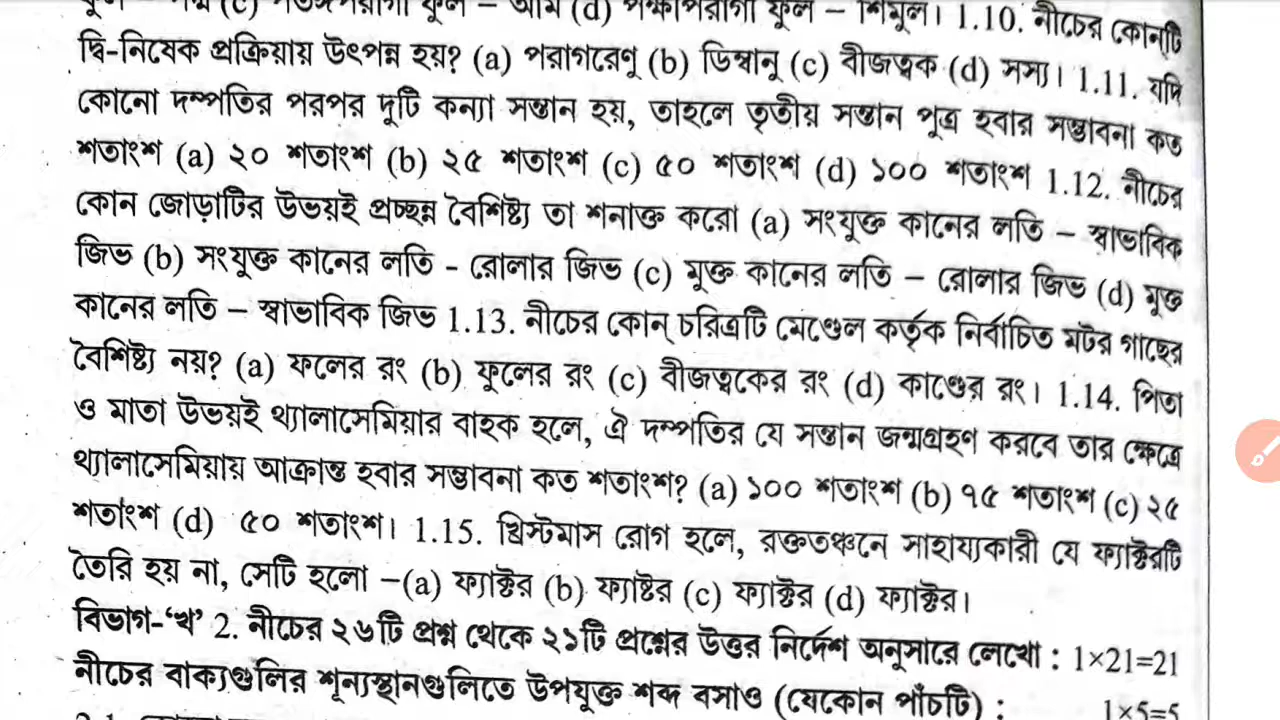 ফুল – পদ্ম (c) পতঙ্গপরাগী ফুল – আম (d) পক্ষীপরাগী ফুল – শিমুল। 1.10. নীচের কোন্‌টি
দ্বি-নিষেক প্রক্রিয়ায় উৎপন্ন হয়? (a) পরাগরেণু (b) ডিম্বানু (c) বীজত্বক (d) সস্য। 1.11. যদি
কোনো দম্পতির পরপর দুটি কন্যা সন্তান হয়, তাহলে তৃতীয় সন্তান পুত্র হবার সম্ভাবনা কত
শতাংশ (a) ২০ শতাংশ (b) ২৫ শতাংশ (c) ৫০ শতাংশ (d) ১০০ শতাংশ 1.12. নীচের
কোন জোড়াটির উভয়ই প্রচ্ছন্ন বৈশিষ্ট্য তা শনাক্ত করো (a) সংযুক্ত কানের লতি – স্বাভাবিক
জিভ (b) সংযুক্ত কানের লতি - রোলার জিভ (c) মুক্ত কানের লতি – রোলার জিভ (d) মুক্ত
কানের লতি – স্বাভাবিক জিভ 1.13. নীচের কোন্ চরিত্রটি মেণ্ডেল কর্তৃক নির্বাচিত মটর গাছের
বৈশিষ্ট্য নয়? (a) ফলের রং (b) ফুলের রং (c) বীজত্বকের রং (d) কাণ্ডের রং। 1.14. পিতা
ও মাতা উভয়ই থ্যালাসেমিয়ার বাহক হলে, ঐ দম্পতির যে সন্তান জন্মগ্রহণ করবে তার ক্ষেত্রে
থ্যালাসেমিয়ায় আক্রান্ত হবার সম্ভাবনা কত শতাংশ? (a) ১০০ শতাংশ (b) ৭৫ শতাংশ (c) ২৫
শতাংশ (d) ৫০ শতাংশ। 1.15. খ্রিস্টমাস রোগ হলে, রক্ততঞ্চনে সাহায্যকারী যে ফ্যাক্টরটি
তৈরি হয় না, সেটি হলো –(a) ফ্যাক্টর (b) ফ্যাক্টর (c) ফ্যাক্টর (d) ফ্যাক্টর।
বিভাগ-‘খ’ 2. নীচের ২৬টি প্রশ্ন থেকে ২১টি প্রশ্নের উত্তর নির্দেশ অনুসারে লেখো : 1×21=21
নীচের বাক্যগুলির শূন্যস্থানগুলিতে উপযুক্ত শব্দ বসাও (যেকোন পাঁচটি) : 1×5=5